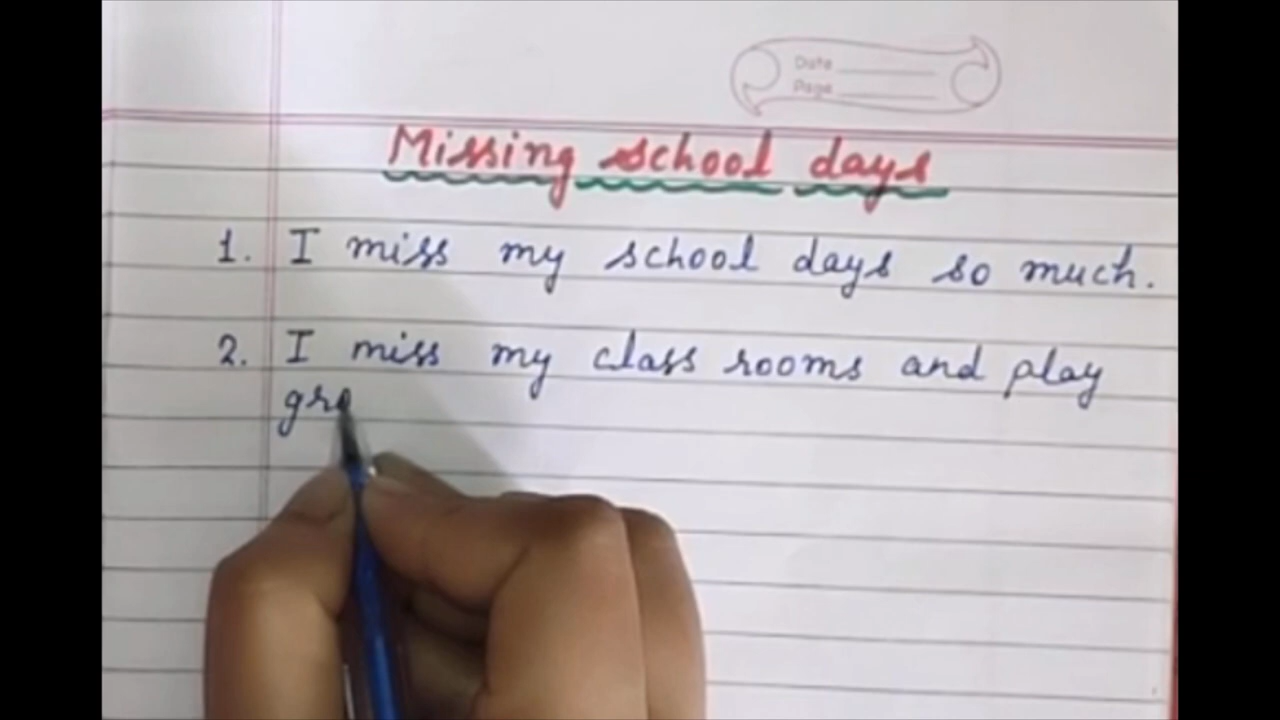 Date
Page
Missing school days
1. I miss my school days so much.
2. I miss my class rooms and play
gro